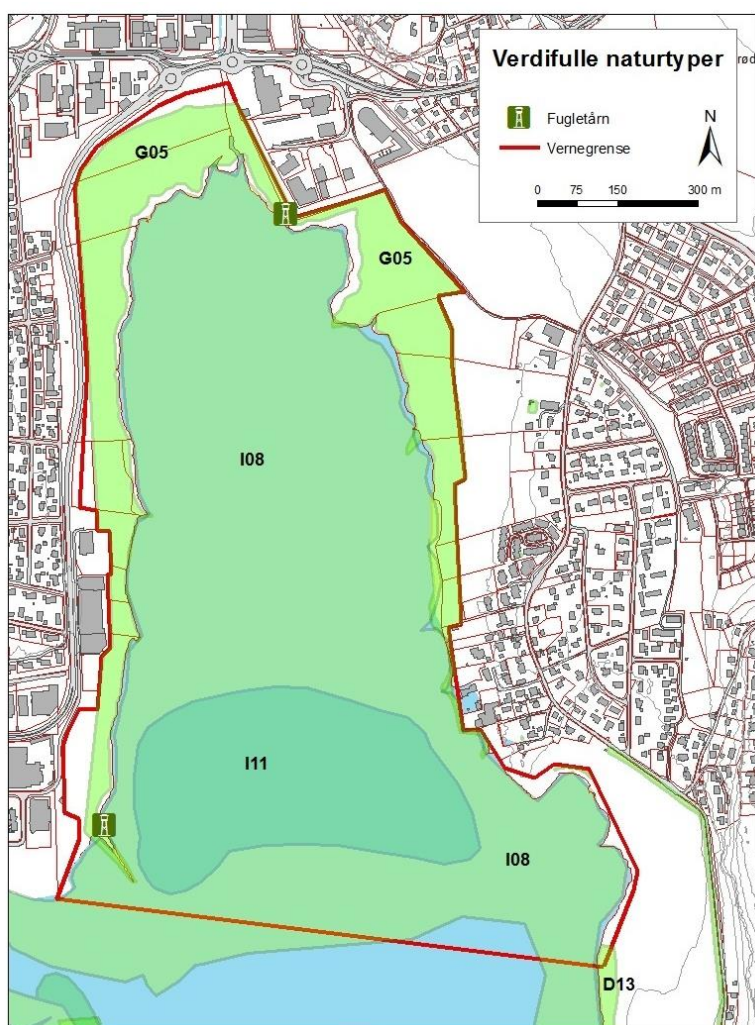 Verdifulle naturtyper
Fugletårn
N
Vernegrense
0 75 150 300 m
G05
G05
I08
I11
I08
D13